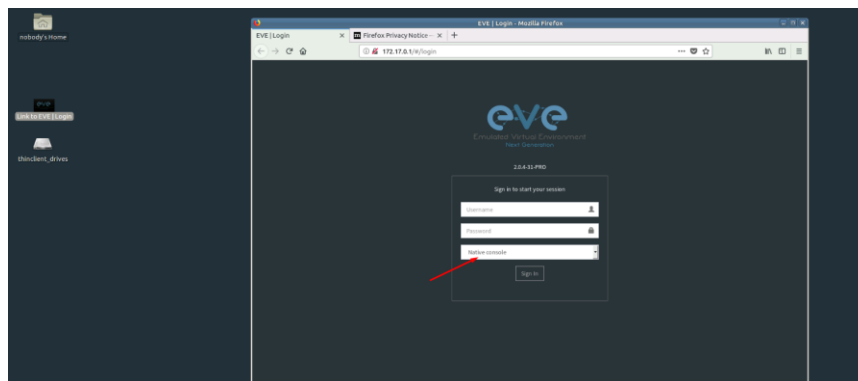 nobody's Home
Link to EVE | Login
thinclient_drives
EVE | Login - Mozilla Firefox
EVE | Login
Firefox Privacy Notice —
172.17.0.1/#/login
eve
Emulated Virtual Environment
Next Generation
2.0.4-31-PRO
Sign in to start your session
Username
Password
Native console
Sign In